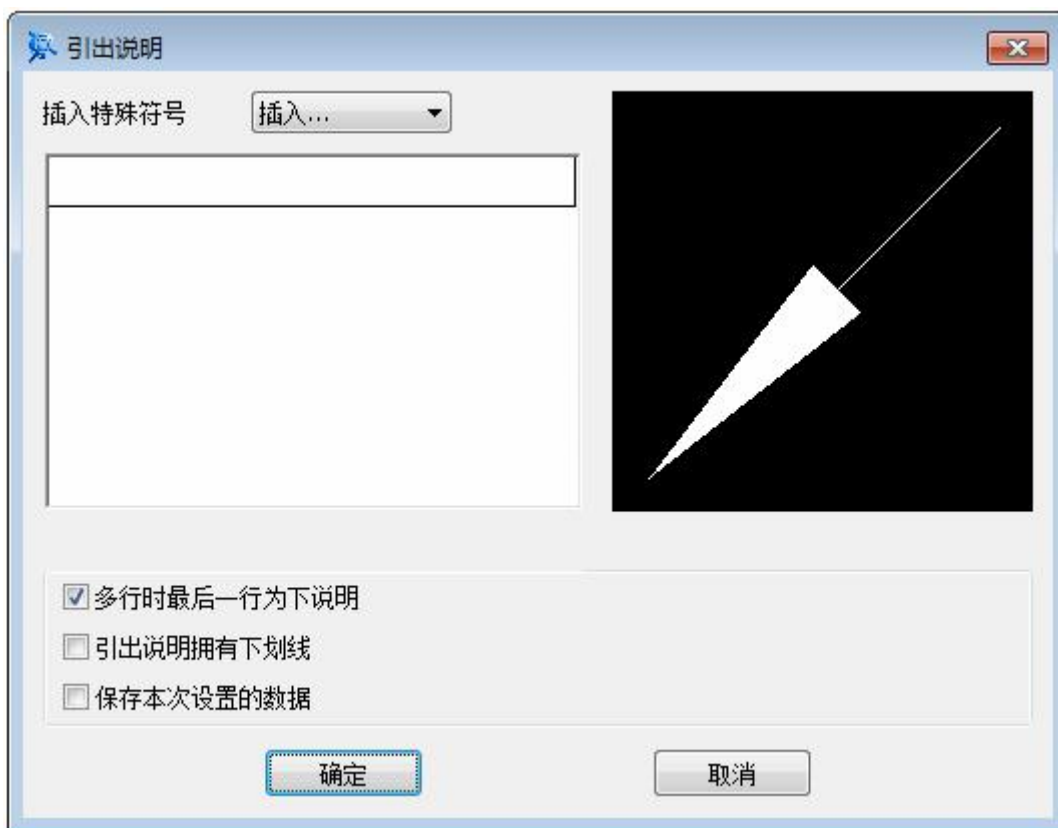 引出说明
插入特殊符号 插入...
多行时最后一行为下说明
引出说明拥有下划线
保存本次设置的数据
确定 取消